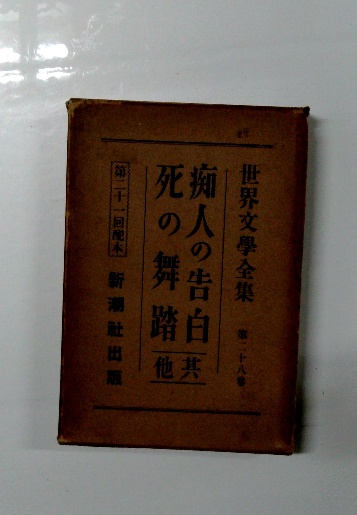 世界文學全集 第二十八卷
痴人の告白 其他
死の舞踏
第二十一回配本 新潮社出版